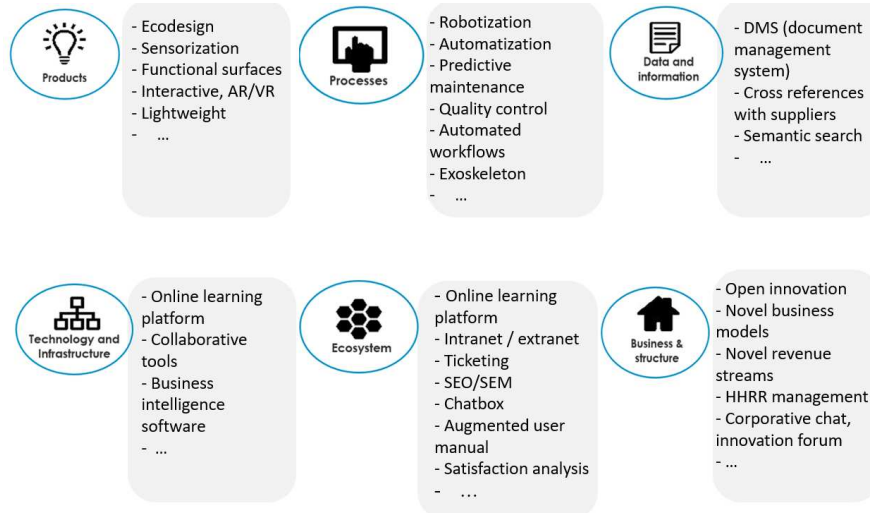 Products
- Ecodesign
- Sensorization
- Functional surfaces
- Interactive, AR/VR
- Lightweight
- ...
Processes
- Robotization
- Automatization
- Predictive
maintenance
- Quality control
- Automated
workflows
- Exoskeleton
- ...
Data and
information
- DMS (document
management
system)
- Cross references
with suppliers
- Semantic search
- ...
Technology and
Infrastructure
- Online learning
platform
- Collaborative
tools
- Business
intelligence
software
- ...
Ecosystem
- Online learning
platform
- Intranet / extranet
- Ticketing
- SEO/SEM
- Chatbox
- Augmented user
manual
- Satisfaction analysis
- ...
Business &
structure
- Open innovation
- Novel business
models
- Novel revenue
streams
- HHRR management
- Corporative chat,
innovation forum
- ...